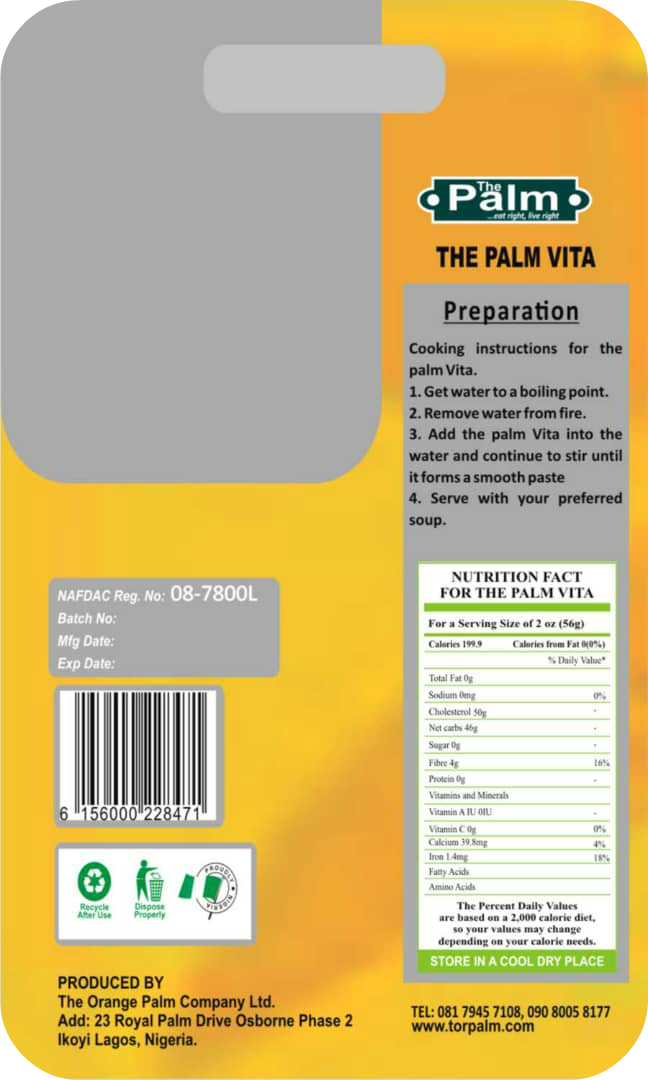 The
Palm
...eat right, live right
THE PALM VITA
Preparation
Cooking instructions for the
palm Vita.
1. Get water to a boiling point.
2. Remove water from fire.
3. Add the palm Vita into the
water and continue to stir until
it forms a smooth paste
4. Serve with your preferred
soup.
NUTRITION FACT
FOR THE PALM VITA
For a Serving Size of 2 oz (56g)
Calories 199.9 Calories from Fat 0(0%)
% Daily Value*
Total Fat 0g
Sodium 0mg 0%
Cholesterol 50g -
Net carbs 46g -
Sugar 0g -
Fibre 4g 16%
Protein 0g -
Vitamins and Minerals
Vitamin A IU 0IU -
Vitamin C 0g 0%
Calcium 39.8mg 4%
Iron 1.4mg 18%
Fatty Acids
Amino Acids
The Percent Daily Values
are based on a 2,000 calorie diet,
so your values may change
depending on your calorie needs.
STORE IN A COOL DRY PLACE
TEL: 081 7945 7108, 090 8005 8177
www.torpalm.com
NAFDAC Reg. No: 08-7800L
Batch No:
Mfg Date:
Exp Date:
6 156000 228471
Recycle
After Use
Dispose
Properly
PROUDLY
NIGERIA
PRODUCED BY
The Orange Palm Company Ltd.
Add: 23 Royal Palm Drive Osborne Phase 2
Ikoyi Lagos, Nigeria.